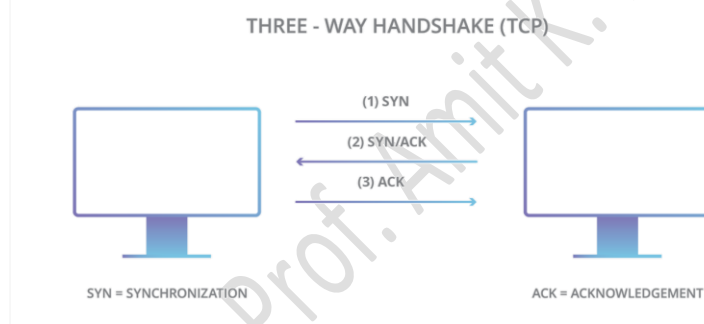 THREE - WAY HANDSHAKE (TCP)
(1) SYN
(2) SYN/ACK
(3) ACK
SYN = SYNCHRONIZATION
ACK = ACKNOWLEDGEMENT
Prof. Amit K.